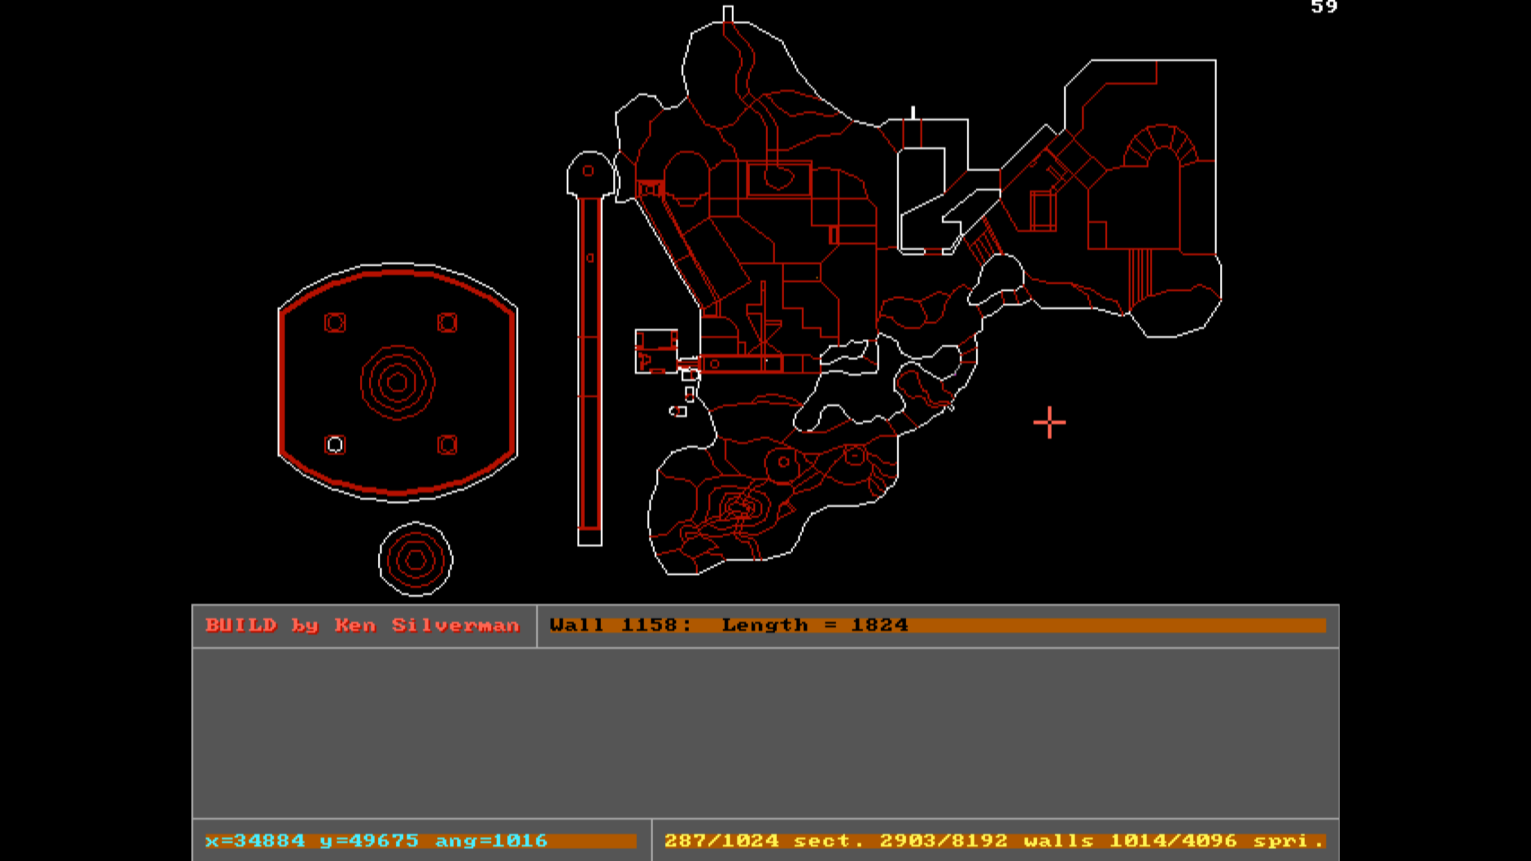 59
BUILD by Ken Silverman
Wall 1158: Length = 1824
x=34884 y=49675 ang=1016
287/1024 sect. 2903/8192 walls 1014/4096 spri.